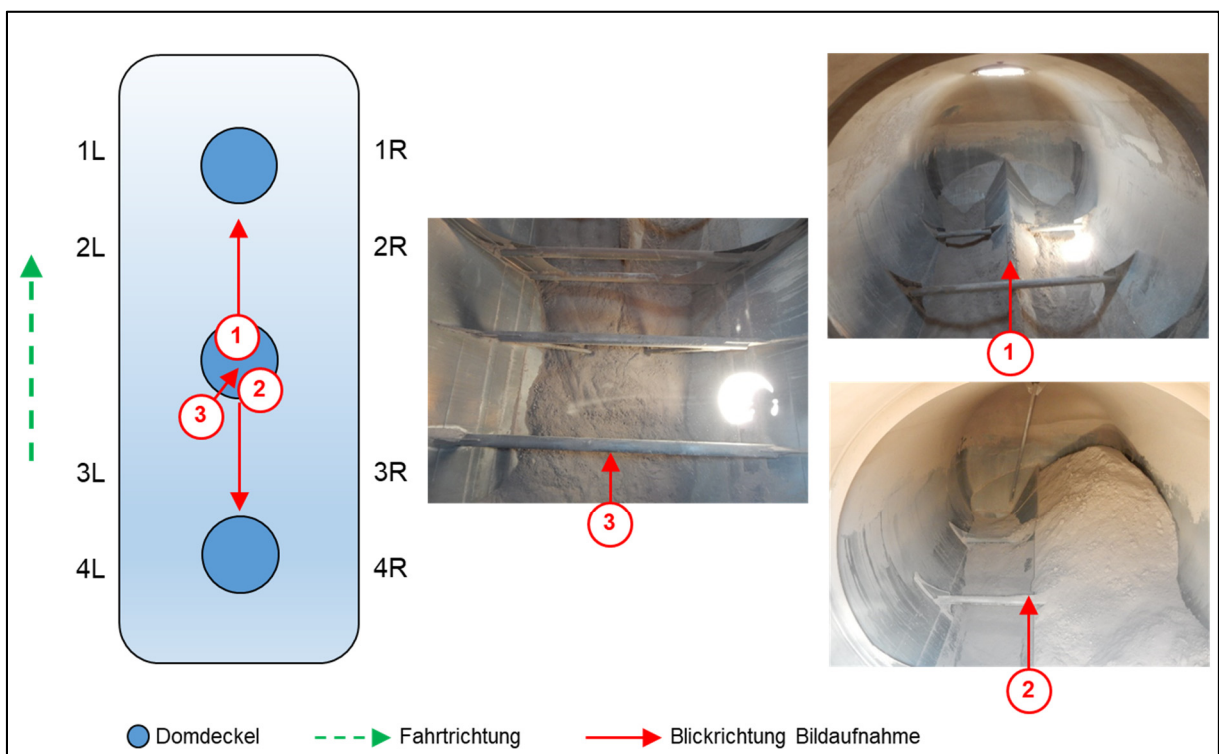 1L
1R
2L
2R
1
2
3
3L
3R
4L
4R
3
1
2
Domdeckel
Fahrtrichtung
Blickrichtung Bildaufnahme